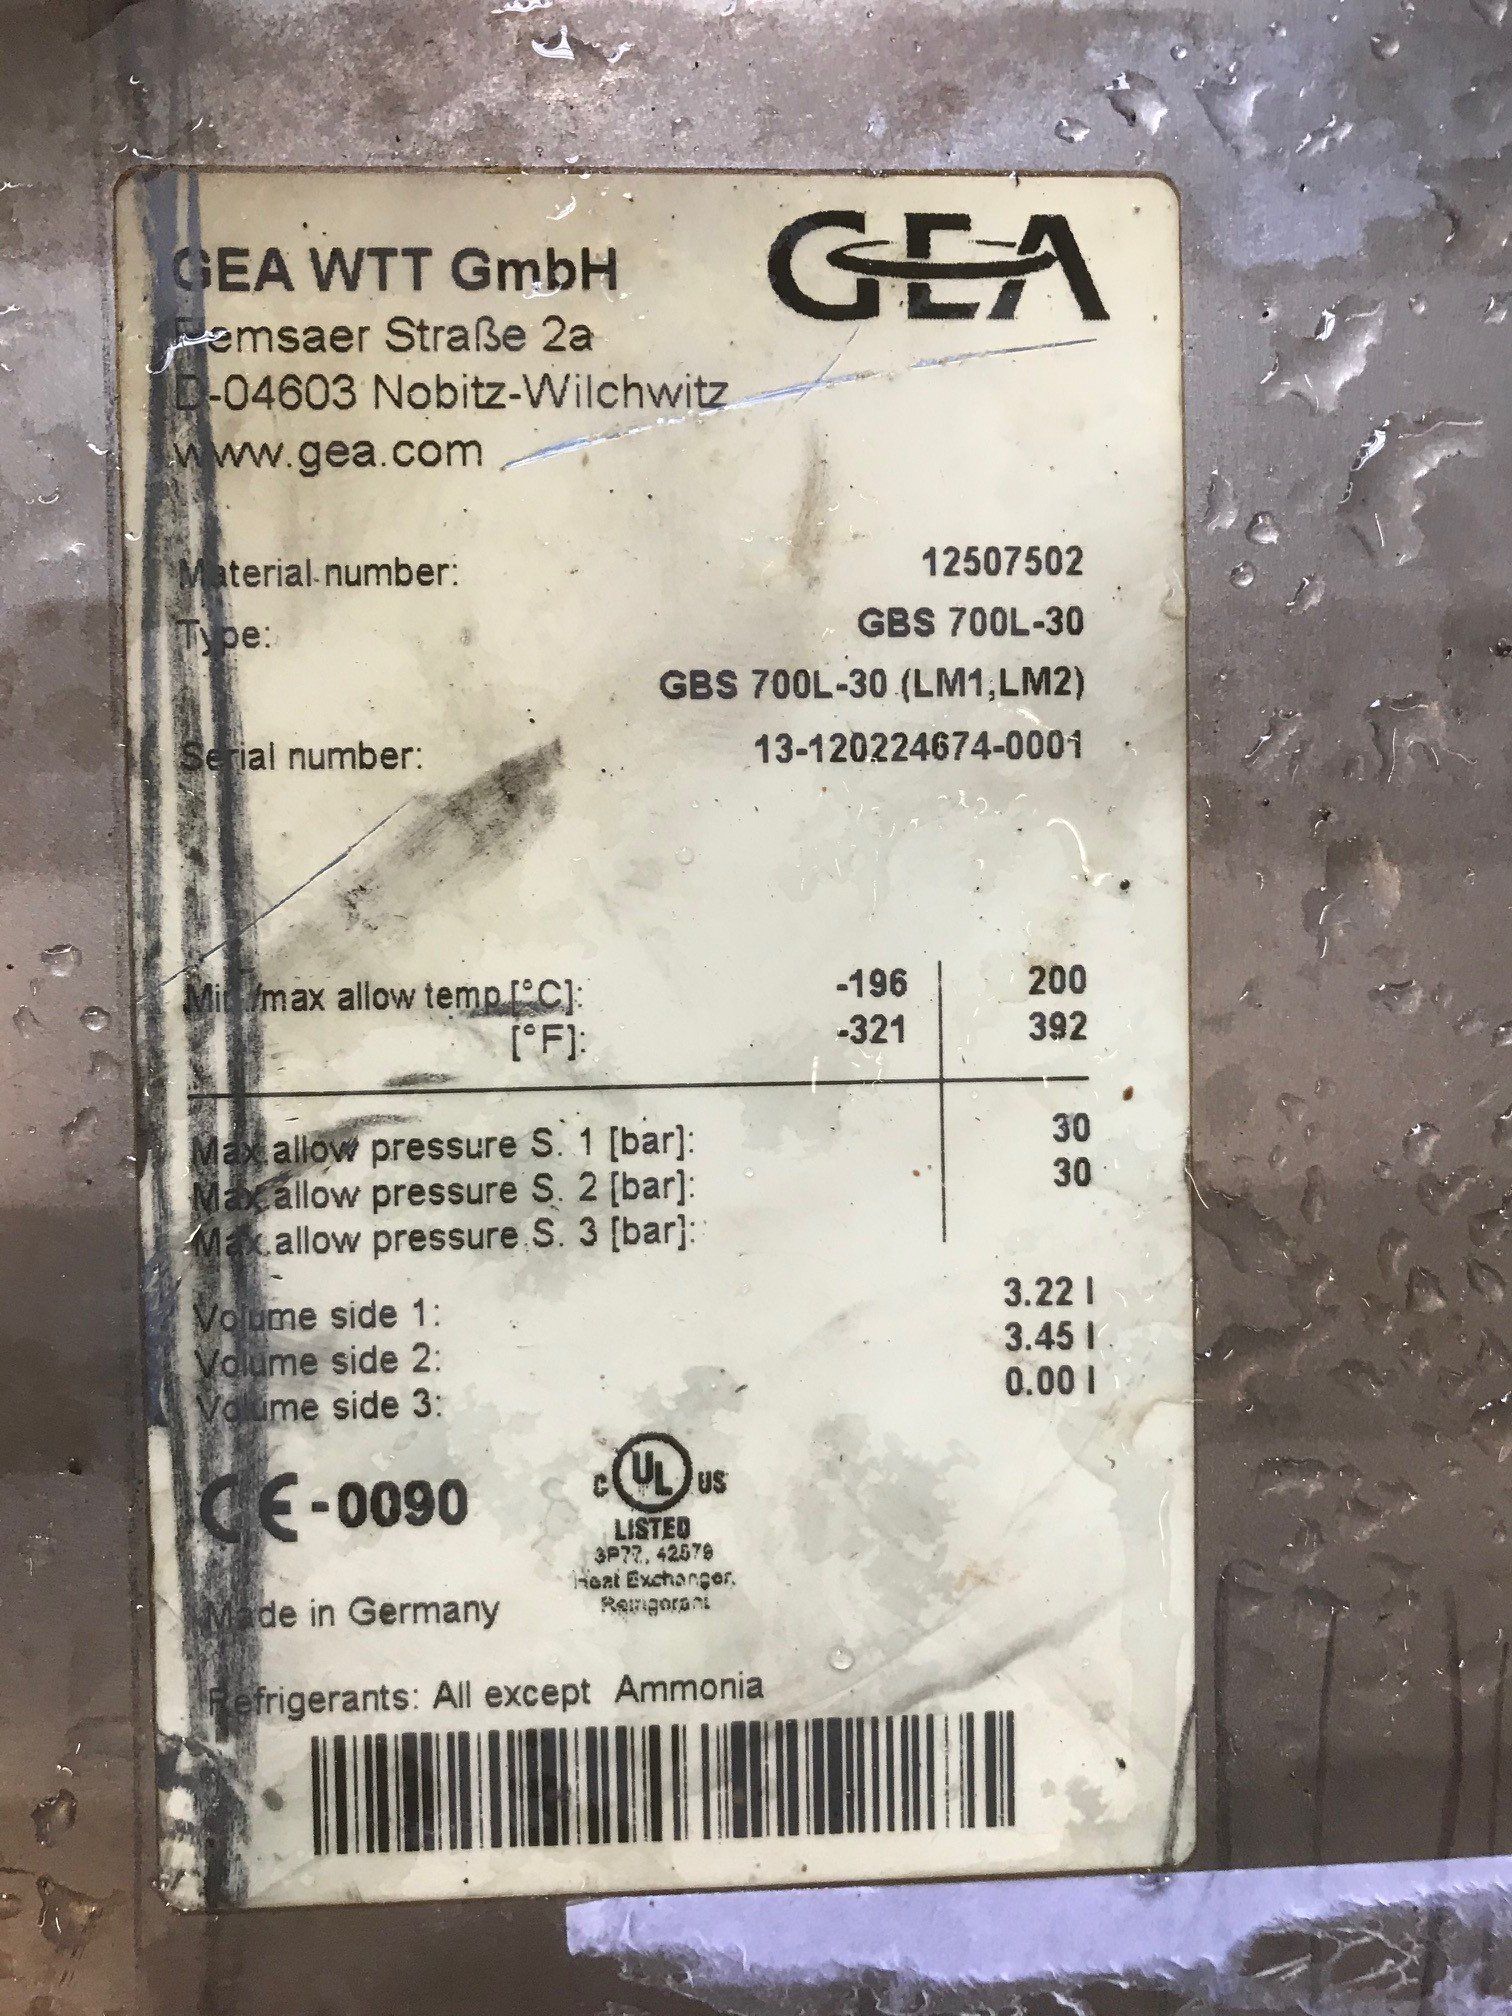 GEA WTT GmbH
GEA
Remsaer Straße 2a
D-04603 Nobitz-Wilchwitz
www.gea.com
Material number: 12507502
Type: GBS 700L-30
GBS 700L-30 (LM1,LM2)
Serial number: 13-120224674-0001
Min./max allow temp [°C]: -196 200
[°F]: -321 392
Max.allow pressure S. 1 [bar]: 30
Max.allow pressure S. 2 [bar]: 30
Max.allow pressure S. 3 [bar]:
Volume side 1: 3.22 l
Volume side 2: 3.45 l
Volume side 3: 0.00 l
CE-0090
C UL US
LISTED
3P77, 42579
Heat Exchanger,
Made in Germany
Refrigerants: All except Ammonia